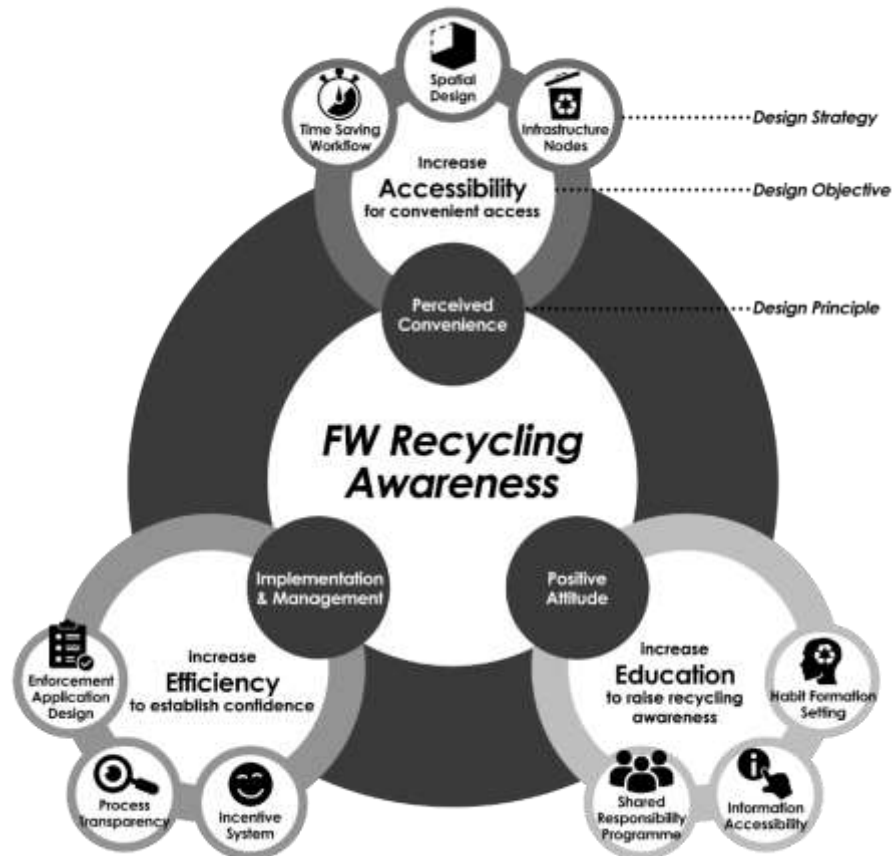 Spatial
Design
Time Saving
Workflow
Infrastructure
Nodes
Design Strategy
Increase
Accessibility
for convenient access
Design Objective
Perceived
Convenience
Design Principle
FW Recycling
Awareness
Implementation
& Management
Positive
Attitude
Increase
Efficiency
to establish confidence
Enforcement
Application
Design
Process
Transparency
Incentive
System
Increase
Education
to raise recycling
awareness
Habit Formation
Setting
Shared
Responsibility
Programme
Information
Accessibility